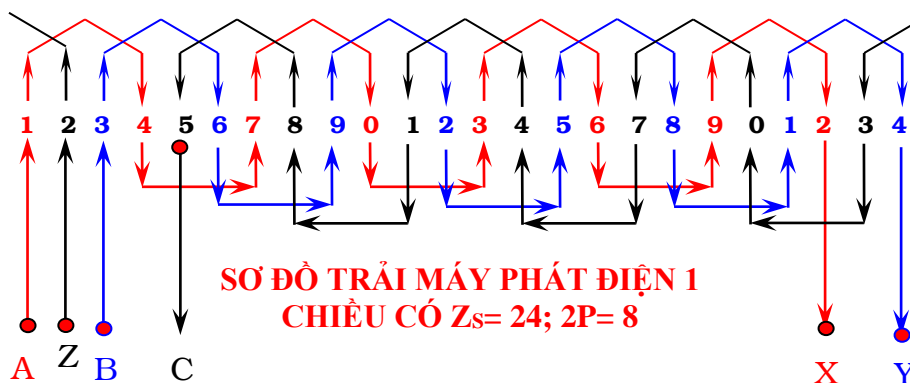 1 2 3 4 5 6 7 8 9 0 1 2 3 4 5 6 7 8 9 0 1 2 3 4
SƠ ĐỒ TRẢI MÁY PHÁT ĐIỆN 1
CHIỀU CÓ Zs= 24; 2P= 8
A Z B C X Y